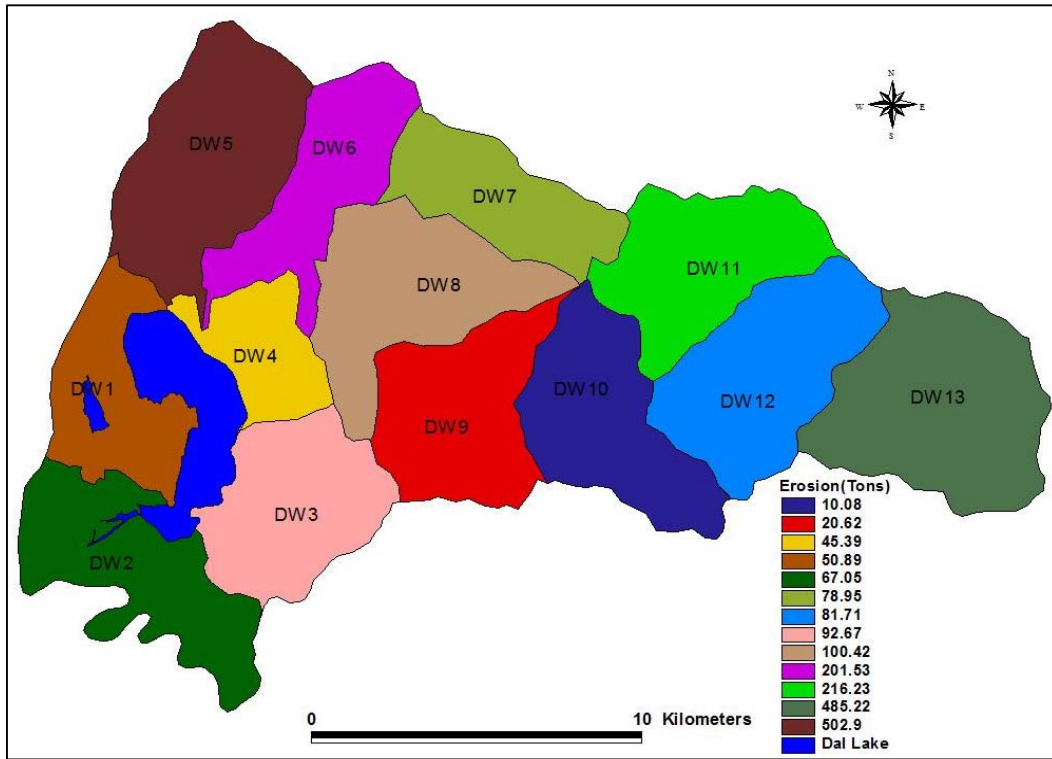 N
W E
S
DW5
DW6
DW7
DW11
DW8
DW4
DW1
DW10
DW12
DW13
DW9
DW3
DW2
Erosion(Tons)
10.08
20.62
45.39
50.89
67.05
78.95
81.71
92.67
100.42
201.53
216.23
485.22
502.9
Dal Lake
0 10 Kilometers